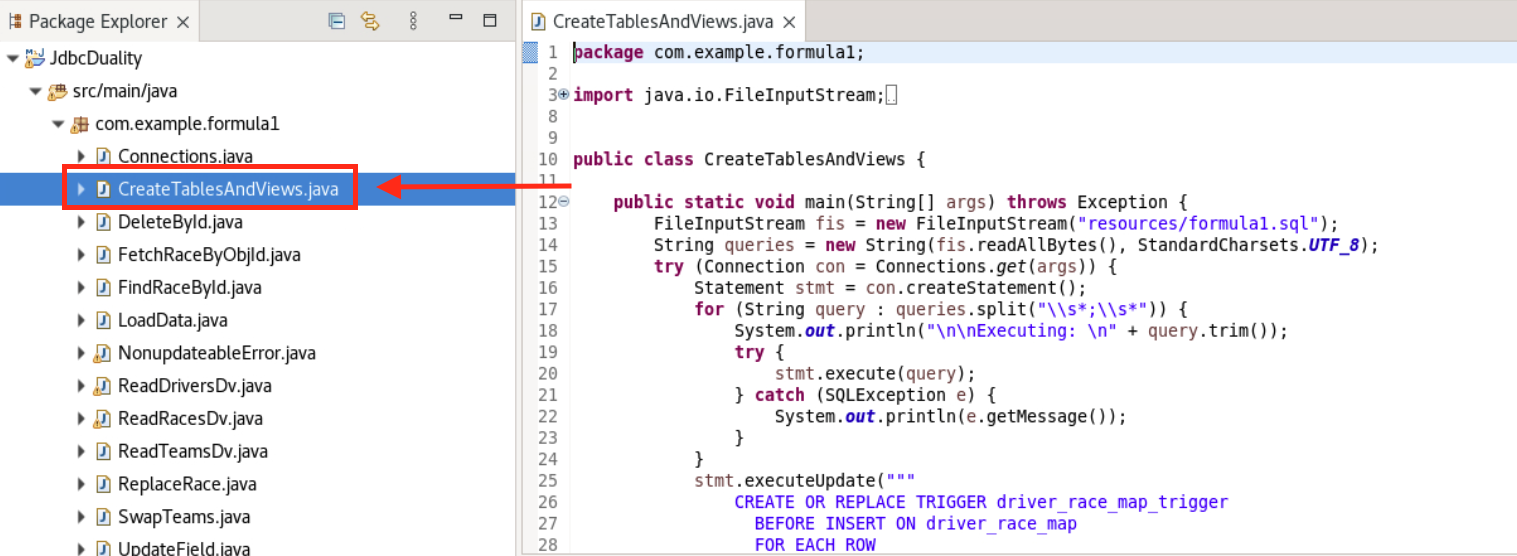 Package Explorer
JdbcDuality
src/main/java
com.example.formula1
Connections.java
CreateTablesAndViews.java
DeleteById.java
FetchRaceByObjId.java
FindRaceById.java
LoadData.java
NonupdateableError.java
ReadDriversDv.java
ReadRacesDv.java
ReadTeamsDv.java
ReplaceRace.java
SwapTeams.java
UpdateField.java
CreateTablesAndViews.java
1 package com.example.formula1;
2
3 import java.io.FileInputStream;
8
9
10 public class CreateTablesAndViews {
11
12 public static void main(String[] args) throws Exception {
13 FileInputStream fis = new FileInputStream("resources/formula1.sql");
14 String queries = new String(fis.readAllBytes(), StandardCharsets.UTF_8);
15 try (Connection con = Connections.get(args)) {
16 Statement stmt = con.createStatement();
17 for (String query : queries.split("\\s*;\\s*")) {
18 System.out.println("\n\nExecuting: \n" + query.trim());
19 try {
20 stmt.execute(query);
21 } catch (SQLException e) {
22 System.out.println(e.getMessage());
23 }
24 }
25 stmt.executeUpdate("""
26 CREATE OR REPLACE TRIGGER driver_race_map_trigger
27 BEFORE INSERT ON driver_race_map
28 FOR EACH ROW